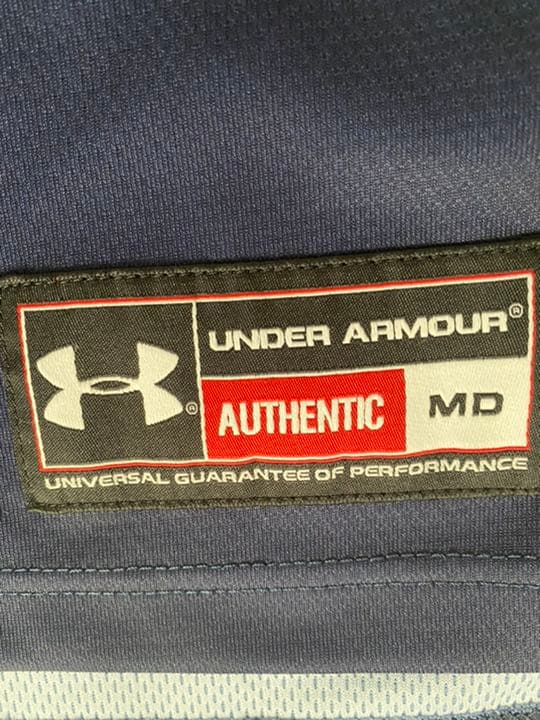 UNDER ARMOUR®
®
AUTHENTIC MD
UNIVERSAL GUARANTEE OF PERFORMANCE